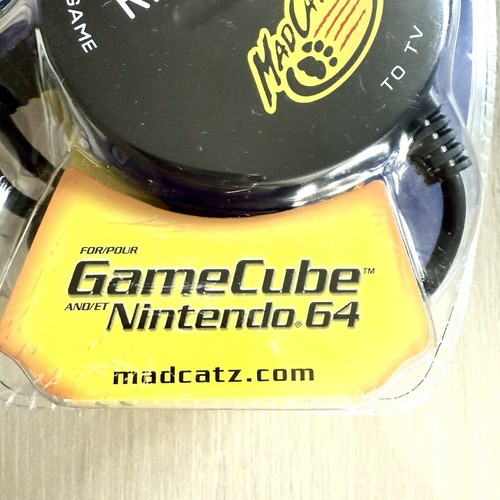 GAME
MADCATZ
TO TV
FOR/POUR
GameCube™
AND/ET Nintendo®64
madcatz.com